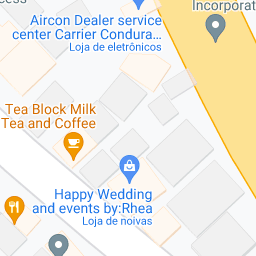 cess
Incorporat
Aircon Dealer service
center Carrier Condura...
Loja de eletrônicos
Tea Block Milk
Tea and Coffee
Happy Wedding
and events by:Rhea
Loja de noivas